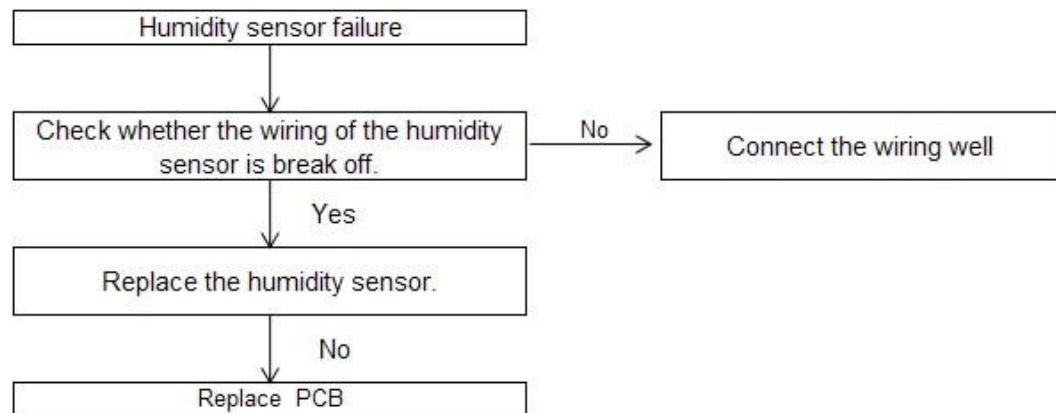 Humidity sensor failure
Check whether the wiring of the humidity
sensor is break off.
No
Connect the wiring well
Yes
Replace the humidity sensor.
No
Replace PCB